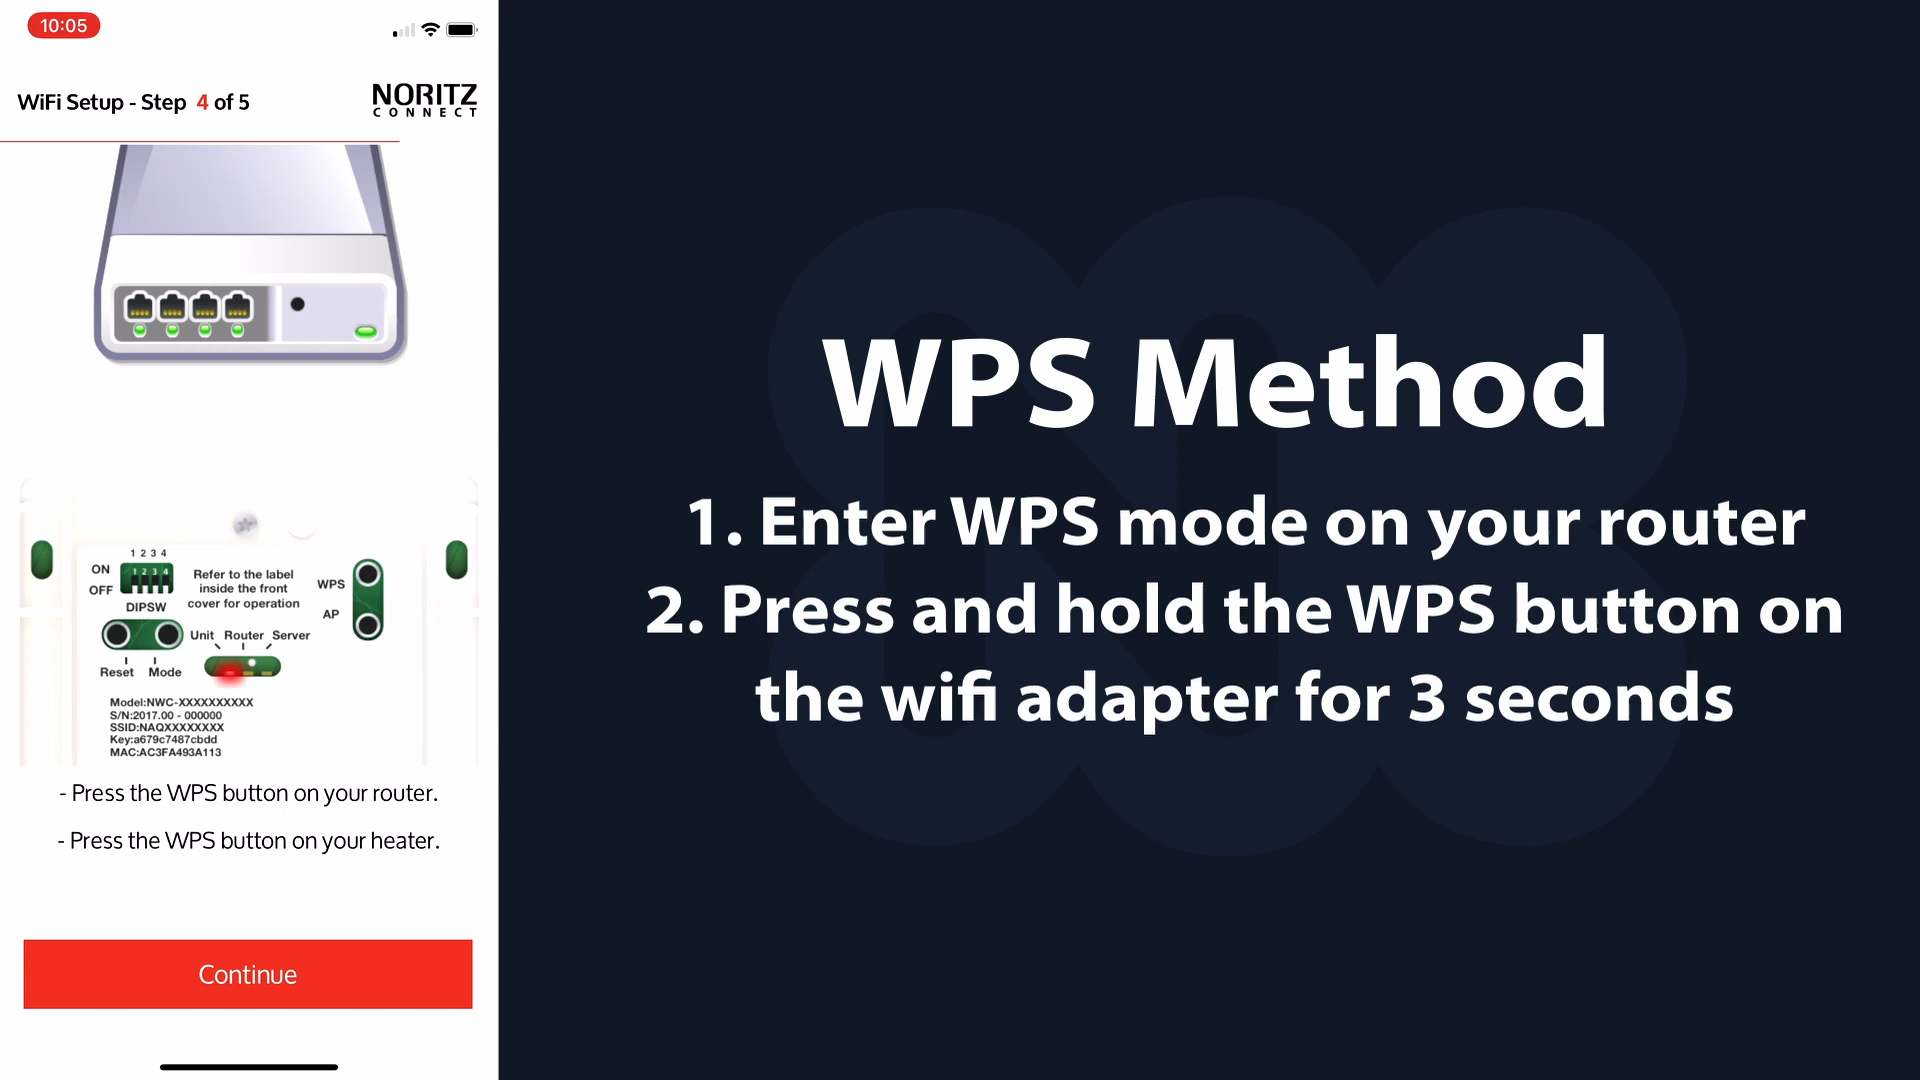 10:05
WiFi Setup - Step 4 of 5
NORITZ
CONNECT
1 2 3 4
ON
OFF
1 2 3 4
DIPSW
Refer to the label
inside the front
cover for operation
WPS
AP
Unit Router Server
Reset Mode
Model:NWC-XXXXXXXXXX
S/N:2017.00 - 000000
SSID:NAQXXXXXXXX
Key:a679c7487cbdd
MAC:AC3FA493A113
- Press the WPS button on your router.
- Press the WPS button on your heater.
Continue
WPS Method
1. Enter WPS mode on your router
2. Press and hold the WPS button on
the wifi adapter for 3 seconds